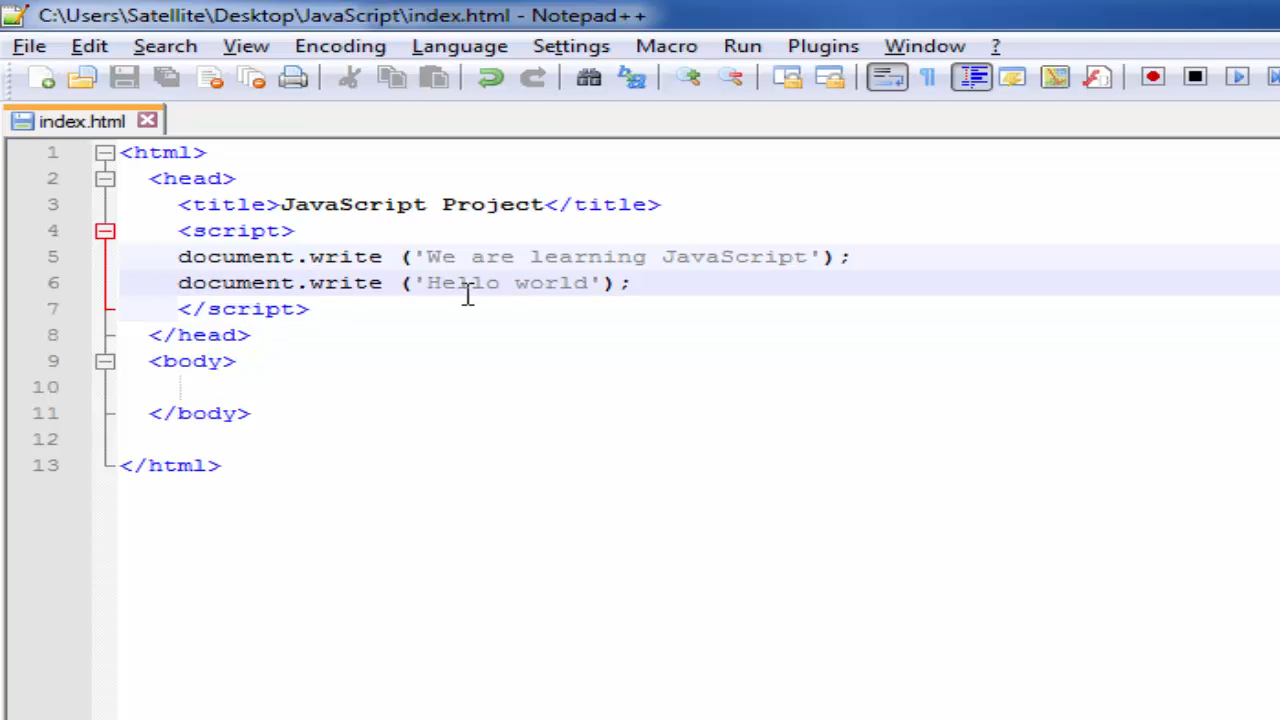 C:\Users\Satellite\Desktop\JavaScript\index.html - Notepad++
File Edit Search View Encoding Language Settings Macro Run Plugins Window ?
index.html
1 <html>
2 <head>
3 <title>JavaScript Project</title>
4 <script>
5 document.write ('We are learning JavaScript');
6 document.write ('Hello world');
7 </script>
8 </head>
9 <body>
10
11 </body>
12
13 </html>